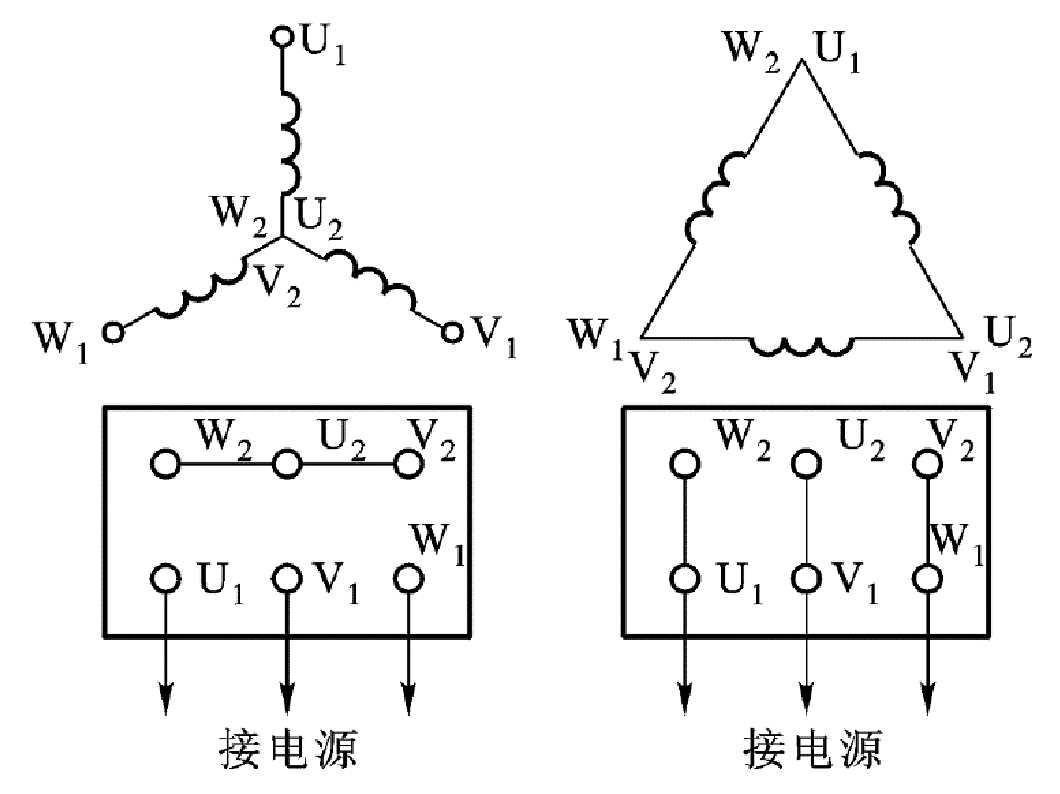 U₁
W₂ U₂
V₂
W₁ V₁
W₂ U₂ V₂
W₁
U₁ V₁
接电源
W₂ U₁
W₁ U₂
V₂ V₁
W₂ U₂ V₂
W₁
U₁ V₁
接电源